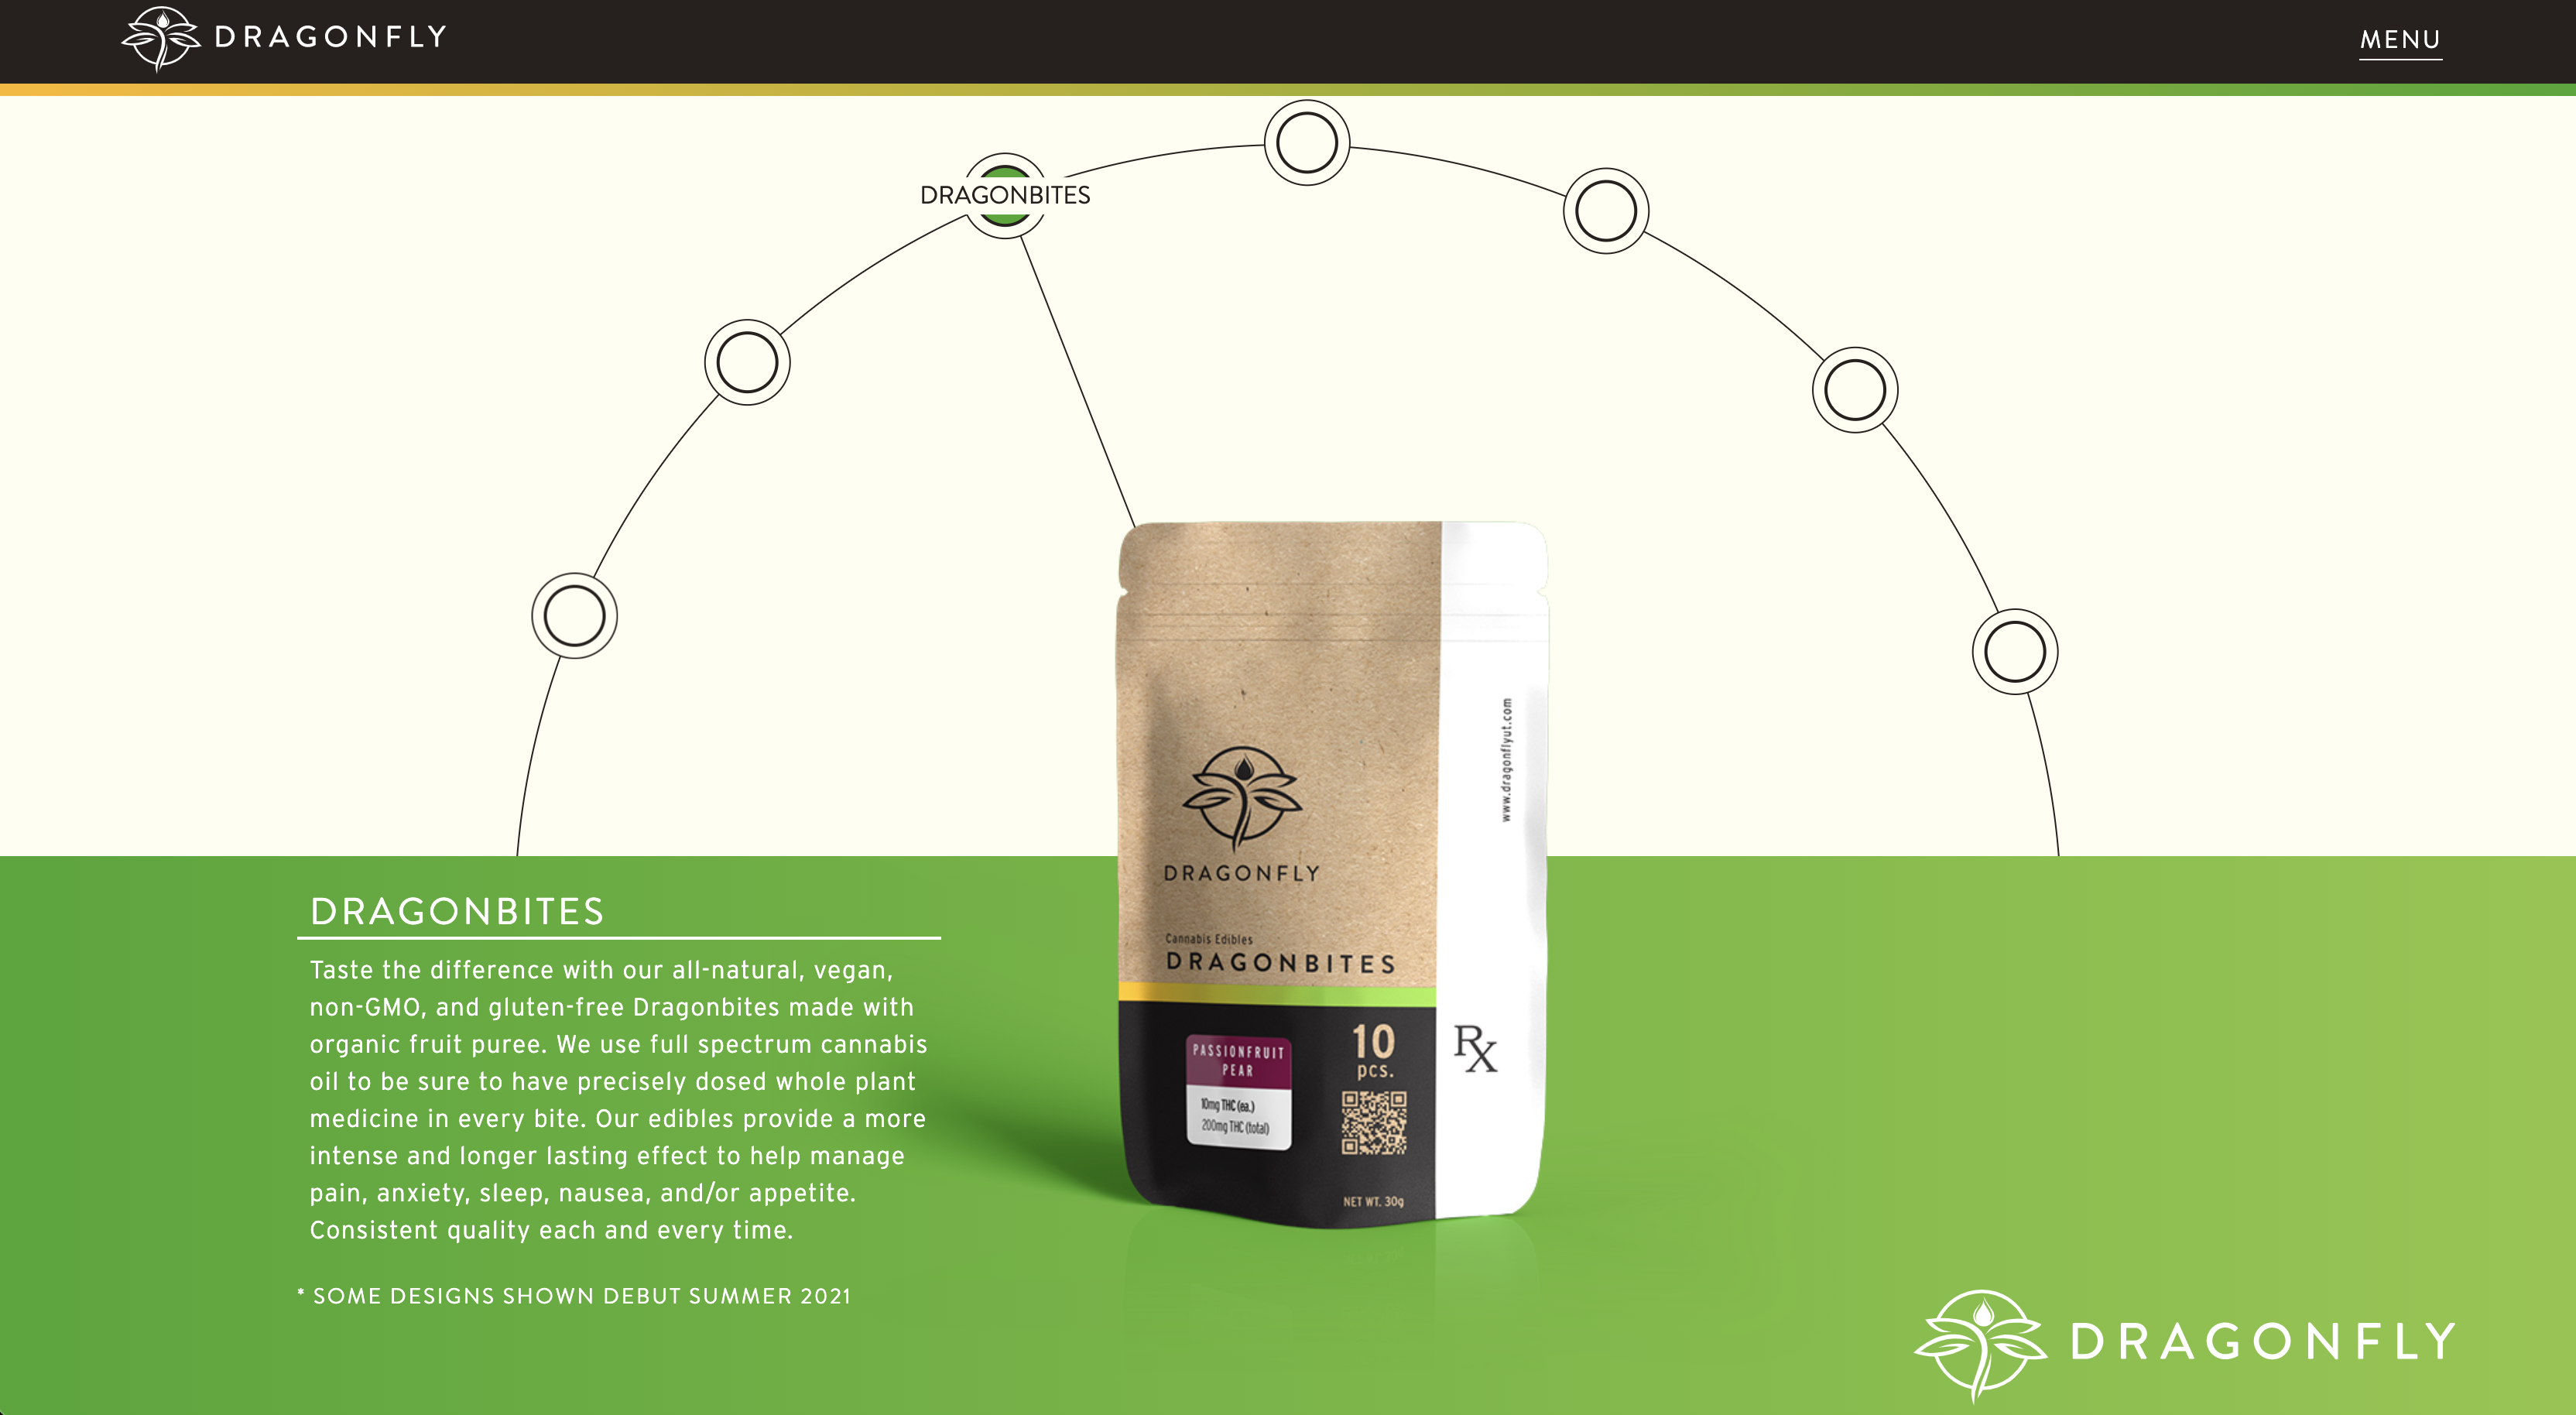 DRAGONFLY
MENU
DRAGONBITES
www.dragonflyut.com
DRAGONFLY
Cannabis Edibles
DRAGONBITES
PASSIONFRUIT
PEAR
10mg THC (ea.)
200mg THC (total)
10
pcs.
NET WT. 30g
Rx
DRAGONBITES
Taste the difference with our all-natural, vegan,
non-GMO, and gluten-free Dragonbites made with
organic fruit puree. We use full spectrum cannabis
oil to be sure to have precisely dosed whole plant
medicine in every bite. Our edibles provide a more
intense and longer lasting effect to help manage
pain, anxiety, sleep, nausea, and/or appetite.
Consistent quality each and every time.
* SOME DESIGNS SHOWN DEBUT SUMMER 2021
DRAGONFLY